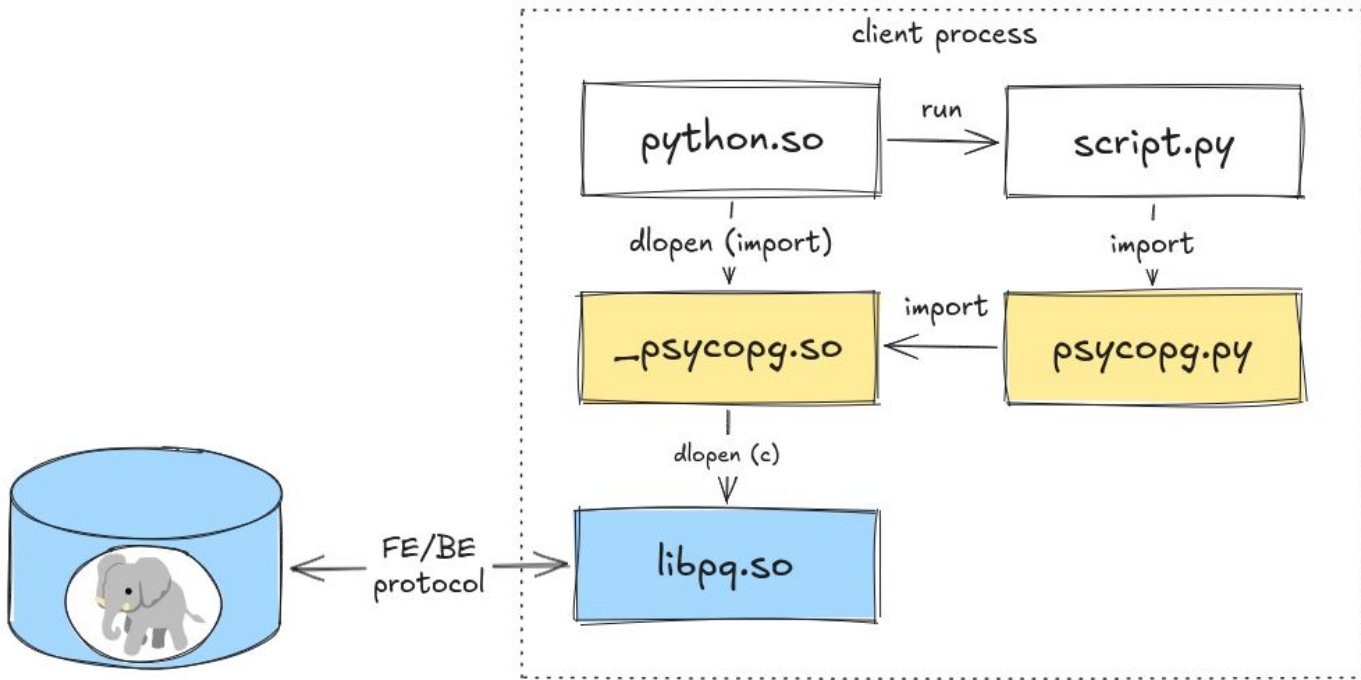 client process
python.so
run
script.py
dlopen (import)
import
_psycopg.so
import
psycopg.py
dlopen (c)
FE/BE
protocol
libpq.so